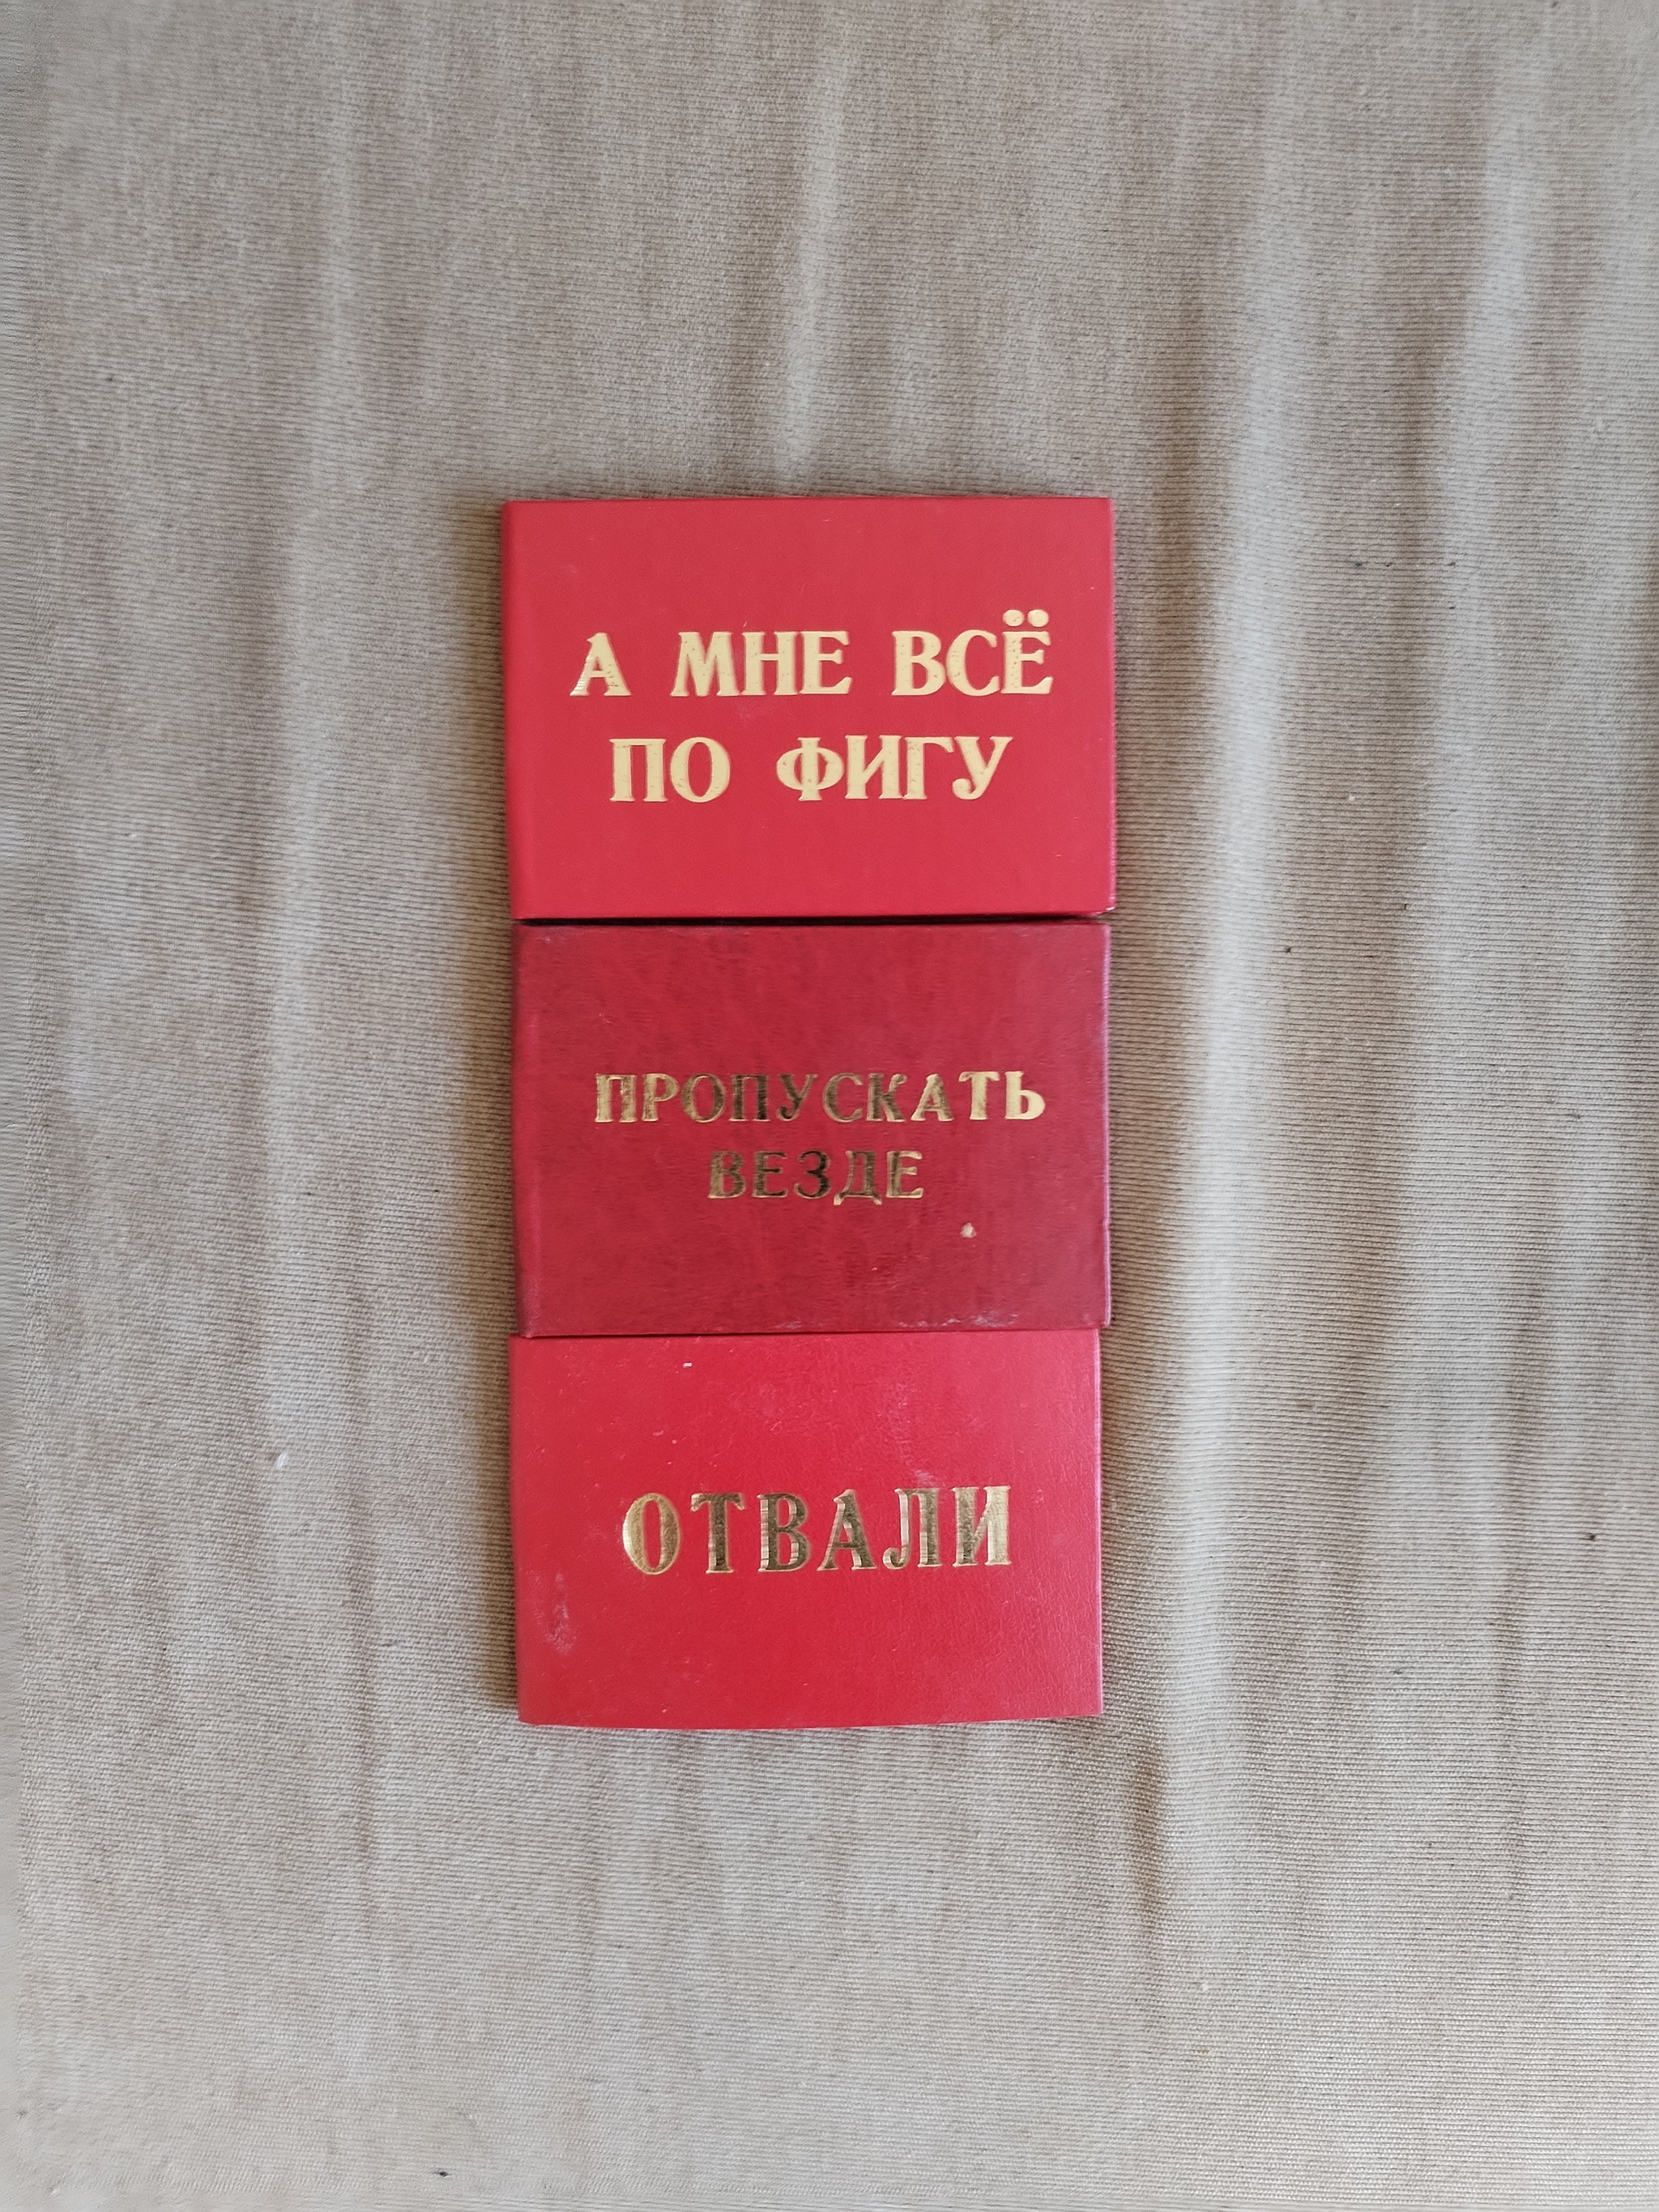 А МНЕ ВСЁ
ПО ФИГУ
ПРОПУСКАТЬ
ВЕЗДЕ
ОТВАЛИ